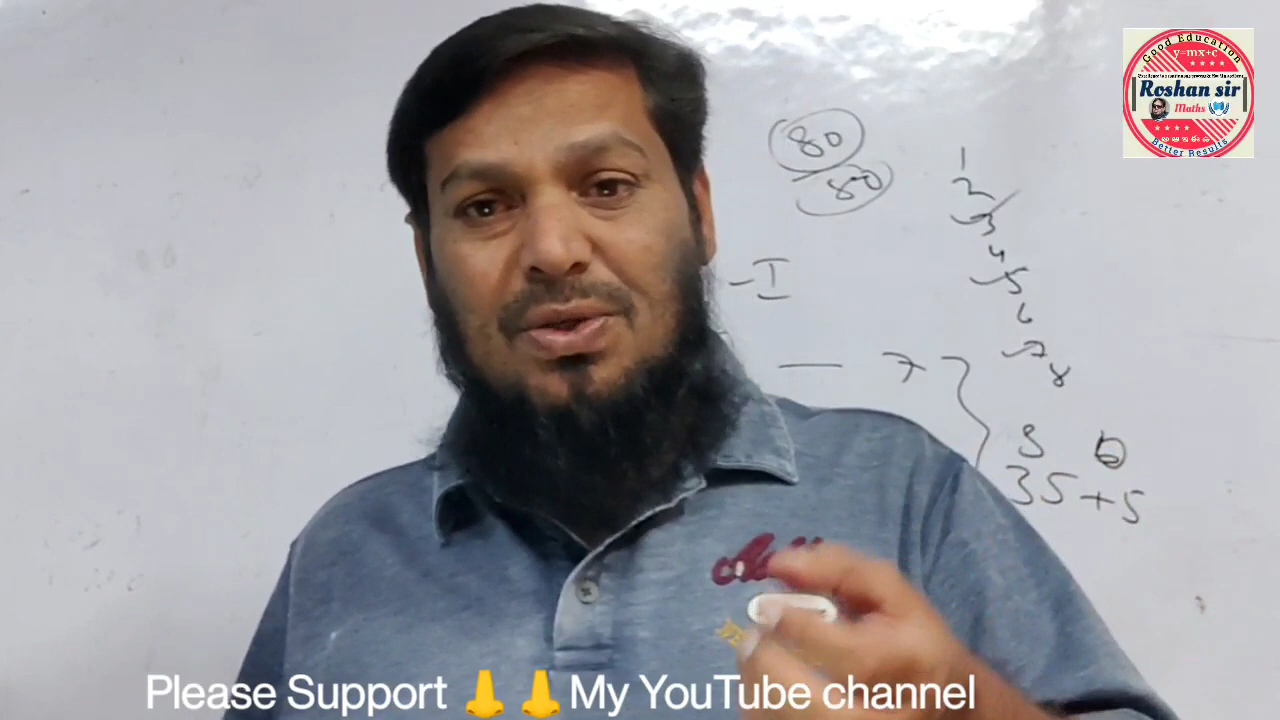 Good Education
y=mx+c
Roshan sir
Maths
Better Results
80
80
1
2
3
4
5
6
7
8
-I
— 7
S
35+5
Please Support 👇👇 My YouTube channel